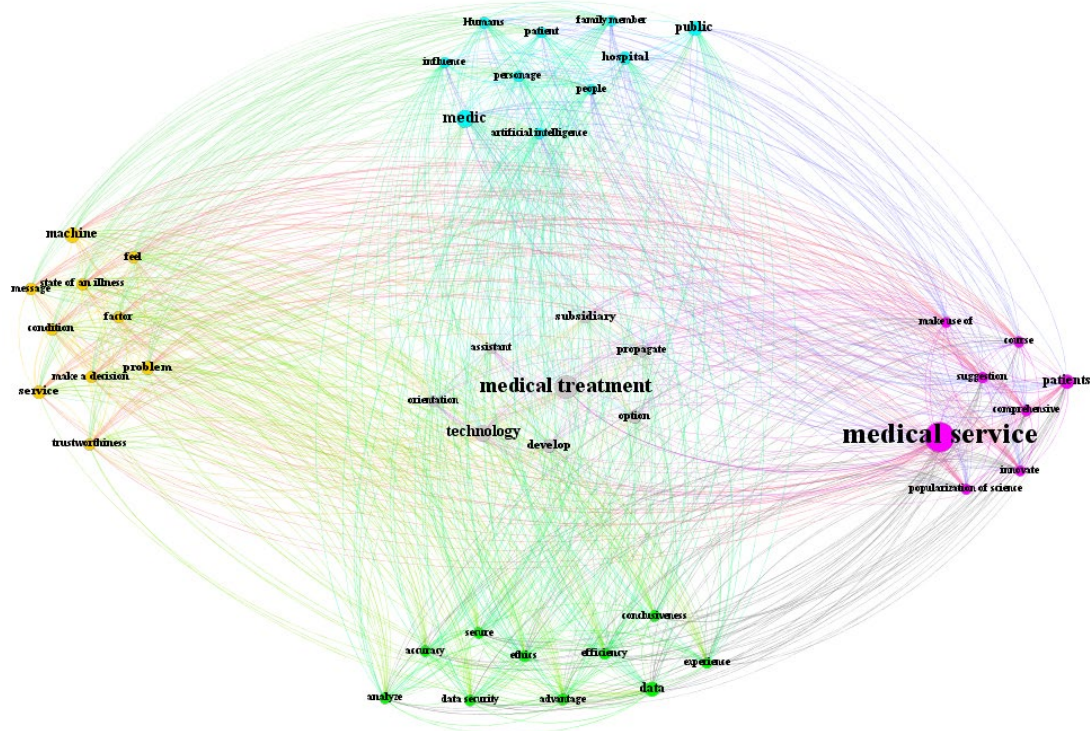 Humans
patient
family member
public
influence
personage
hospital
people
medic
artificial intelligence
machine
feel
message
state of an illness
condition
factor
problem
make a decision
service
trustworthiness
subsidiary
assistant
propagate
medical treatment
orientation
option
technology
develop
make use of
course
suggestion
patients
comprehensive
medical service
innovate
popularization of science
conclusiveness
secure
accuracy
ethics
efficiency
experience
analyze
data security
advantage
data